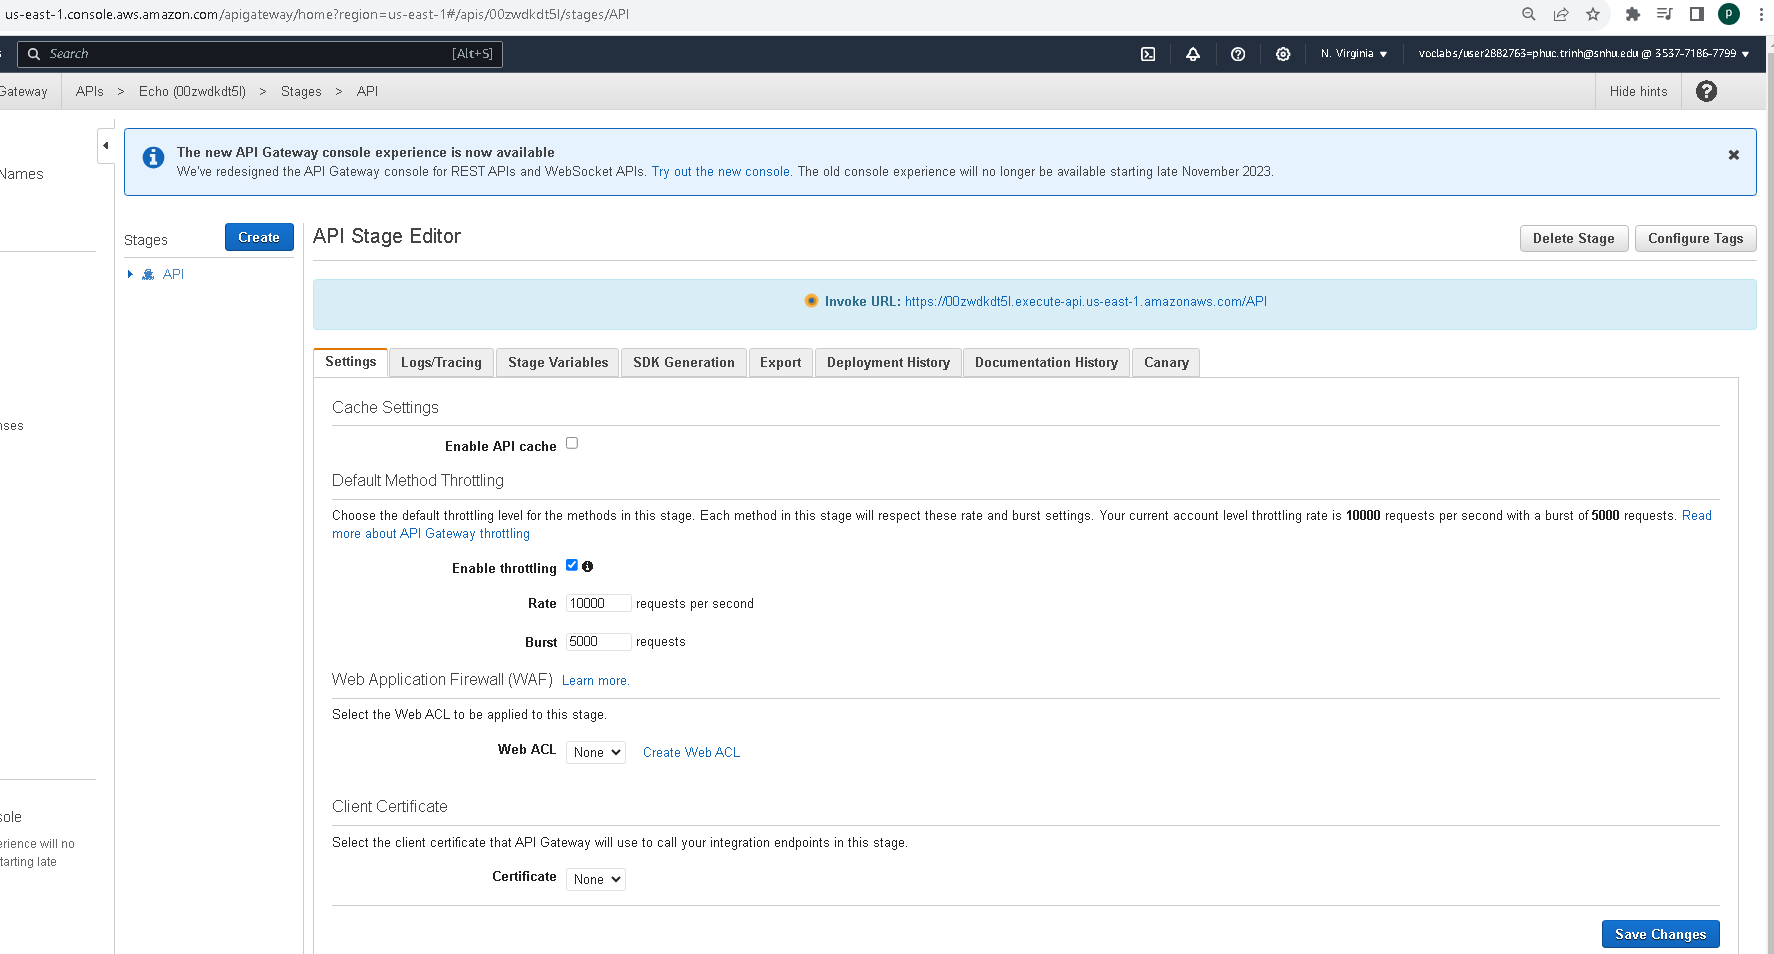 us-east-1.console.aws.amazon.com/apigateway/home?region=us-east-1#/apis/00zwdkdt5l/stages/API
P
Search [Alt+S]
N. Virginia
voclabs/user2882763=phuc.trinh@snhu.edu @ 3537-7186-7799
Gateway
APIs > Echo (00zwdkdt5l) > Stages > API
Hide hints
The new API Gateway console experience is now available
We've redesigned the API Gateway console for REST APIs and WebSocket APIs. Try out the new console. The old console experience will no longer be available starting late November 2023.
Names
Stages
Create
API
API Stage Editor
Delete Stage
Configure Tags
Invoke URL: https://00zwdkdt5l.execute-api.us-east-1.amazonaws.com/API
Settings
Logs/Tracing
Stage Variables
SDK Generation
Export
Deployment History
Documentation History
Canary
Cache Settings
nses
Enable API cache
Default Method Throttling
Choose the default throttling level for the methods in this stage. Each method in this stage will respect these rate and burst settings. Your current account level throttling rate is 10000 requests per second with a burst of 5000 requests. Read
more about API Gateway throttling
Enable throttling
Rate 10000 requests per second
Burst 5000 requests
Web Application Firewall (WAF) Learn more.
Select the Web ACL to be applied to this stage.
Web ACL None Create Web ACL
Client Certificate
sole
Select the client certificate that API Gateway will use to call your integration endpoints in this stage.
erience will no
tarting late
Certificate None
Save Changes